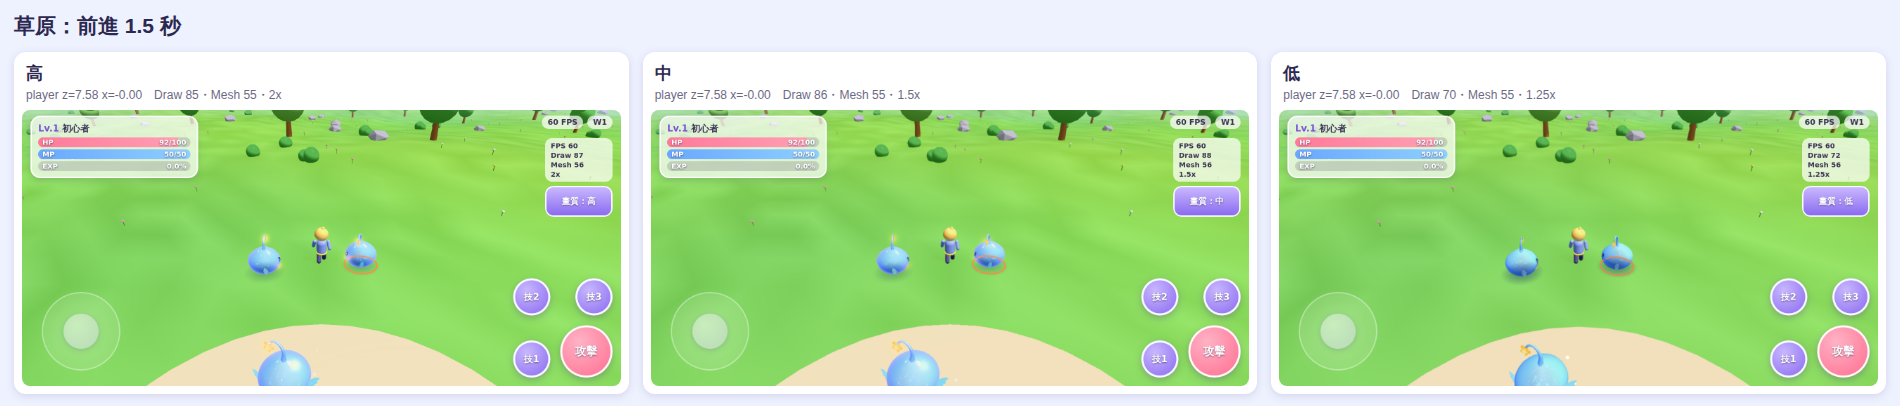 草原：前進 1.5 秒
高
player z=7.58 x=-0.00 Draw 85・Mesh 55・2x
Lv.1 初心者
HP 92/100
MP 50/50
EXP 0.0%
60 FPS W1
FPS 60
Draw 87
Mesh 56
2x
畫質：高
技2
技3
技1
攻擊
中
player z=7.58 x=-0.00 Draw 86・Mesh 55・1.5x
Lv.1 初心者
HP 92/100
MP 50/50
EXP 0.0%
60 FPS W1
FPS 60
Draw 88
Mesh 56
1.5x
畫質：中
技2
技3
技1
攻擊
低
player z=7.58 x=-0.00 Draw 70・Mesh 55・1.25x
Lv.1 初心者
HP 92/100
MP 50/50
EXP 0.0%
60 FPS W1
FPS 60
Draw 72
Mesh 56
1.25x
畫質：低
技2
技3
技1
攻擊